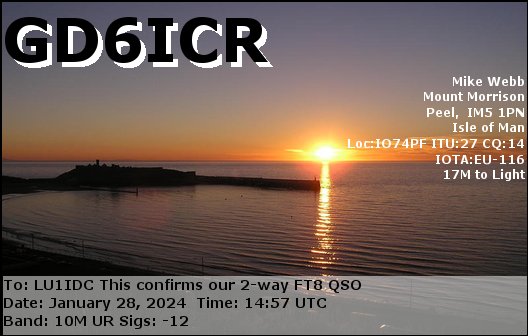 GD6ICR
Mike Webb
Mount Morrison
Peel, IM5 1PN
Isle of Man
Loc:IO74PF ITU:27 CQ:14
IOTA:EU-116
17M to Light
To: LU1IDC This confirms our 2-way FT8 QSO
Date: January 28, 2024 Time: 14:57 UTC
Band: 10M UR Sigs: -12